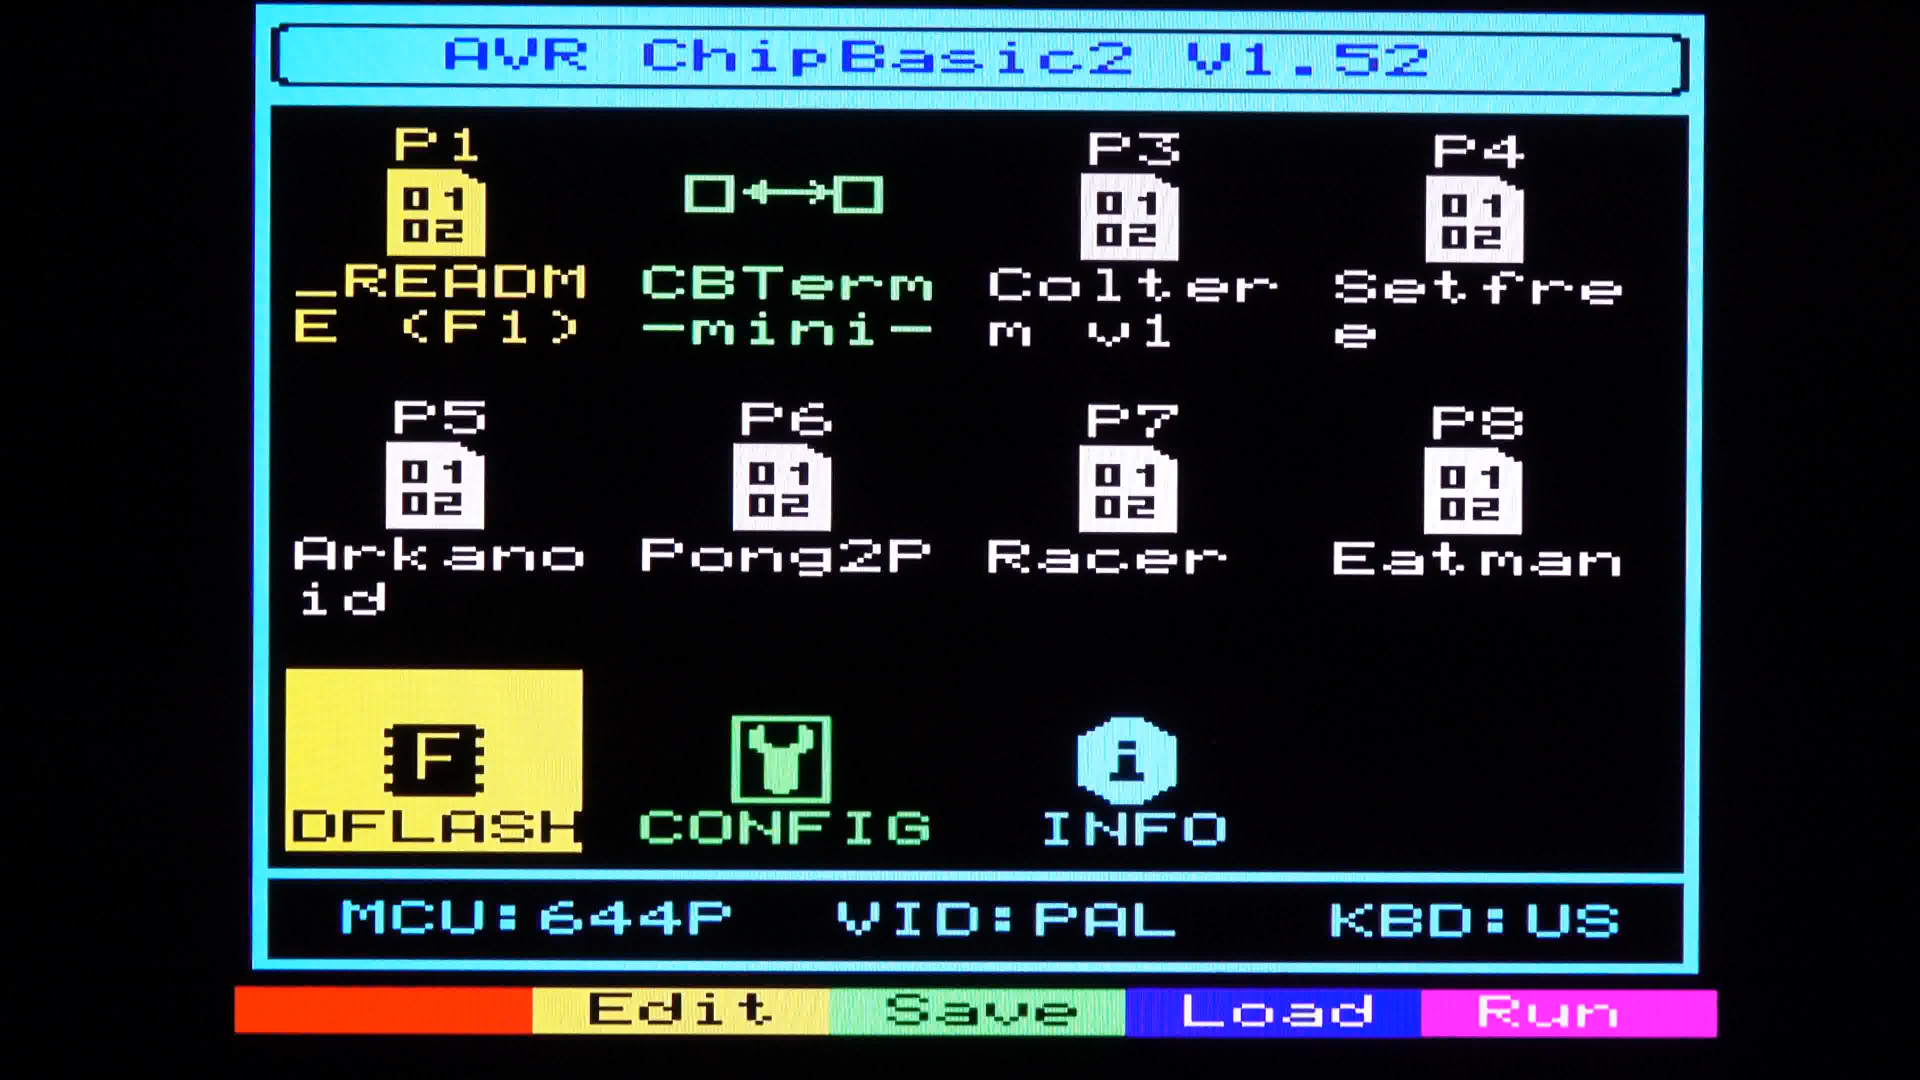 AVR ChipBasic2 V1.52
P1 P3 P4
01 01 01
02 02 02
_READM CBTerm Colter Setfre
E (F1) -mini- m v1 e
P5 P6 P7 P8
01 01 01 01
02 02 02 02
Arkano Pong2P Racer Eatman
id
F i
DFLASH CONFIG INFO
MCU:644P VID:PAL KBD:US
Edit Save Load Run